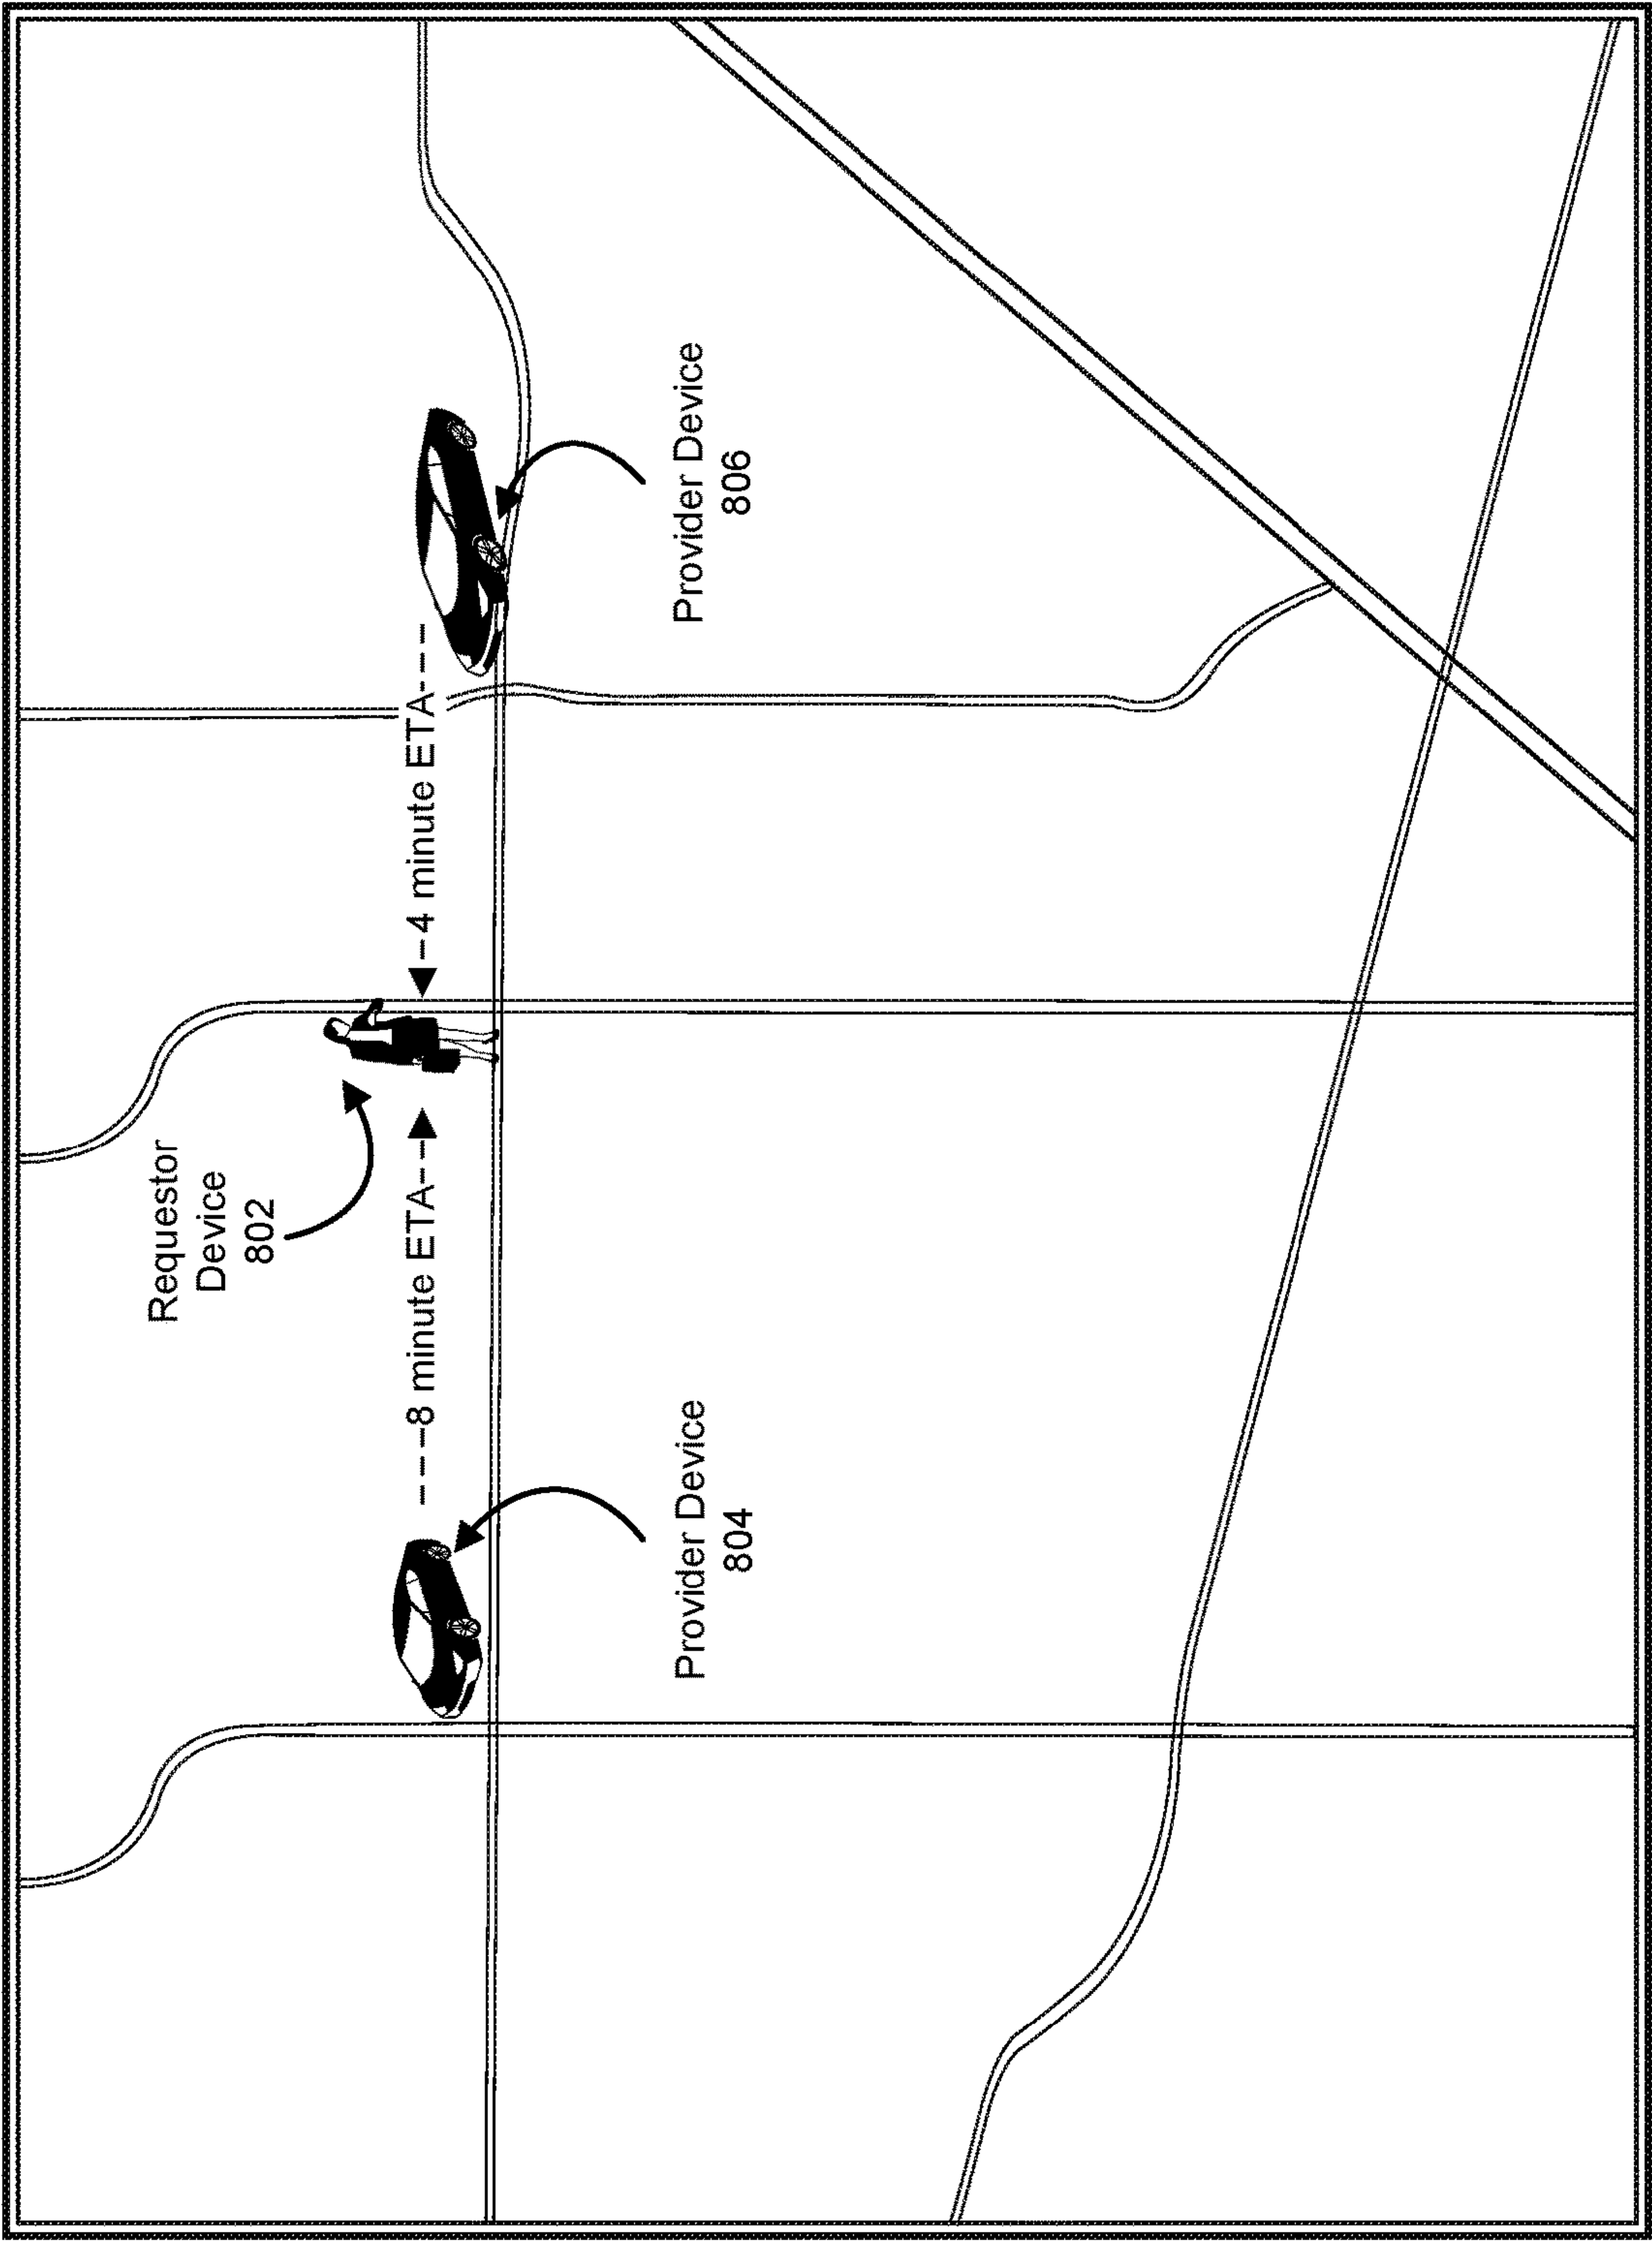 Requestor
Device
802
----8 minute ETA--
--4 minute ETA----
Provider Device
804
Provider Device
806